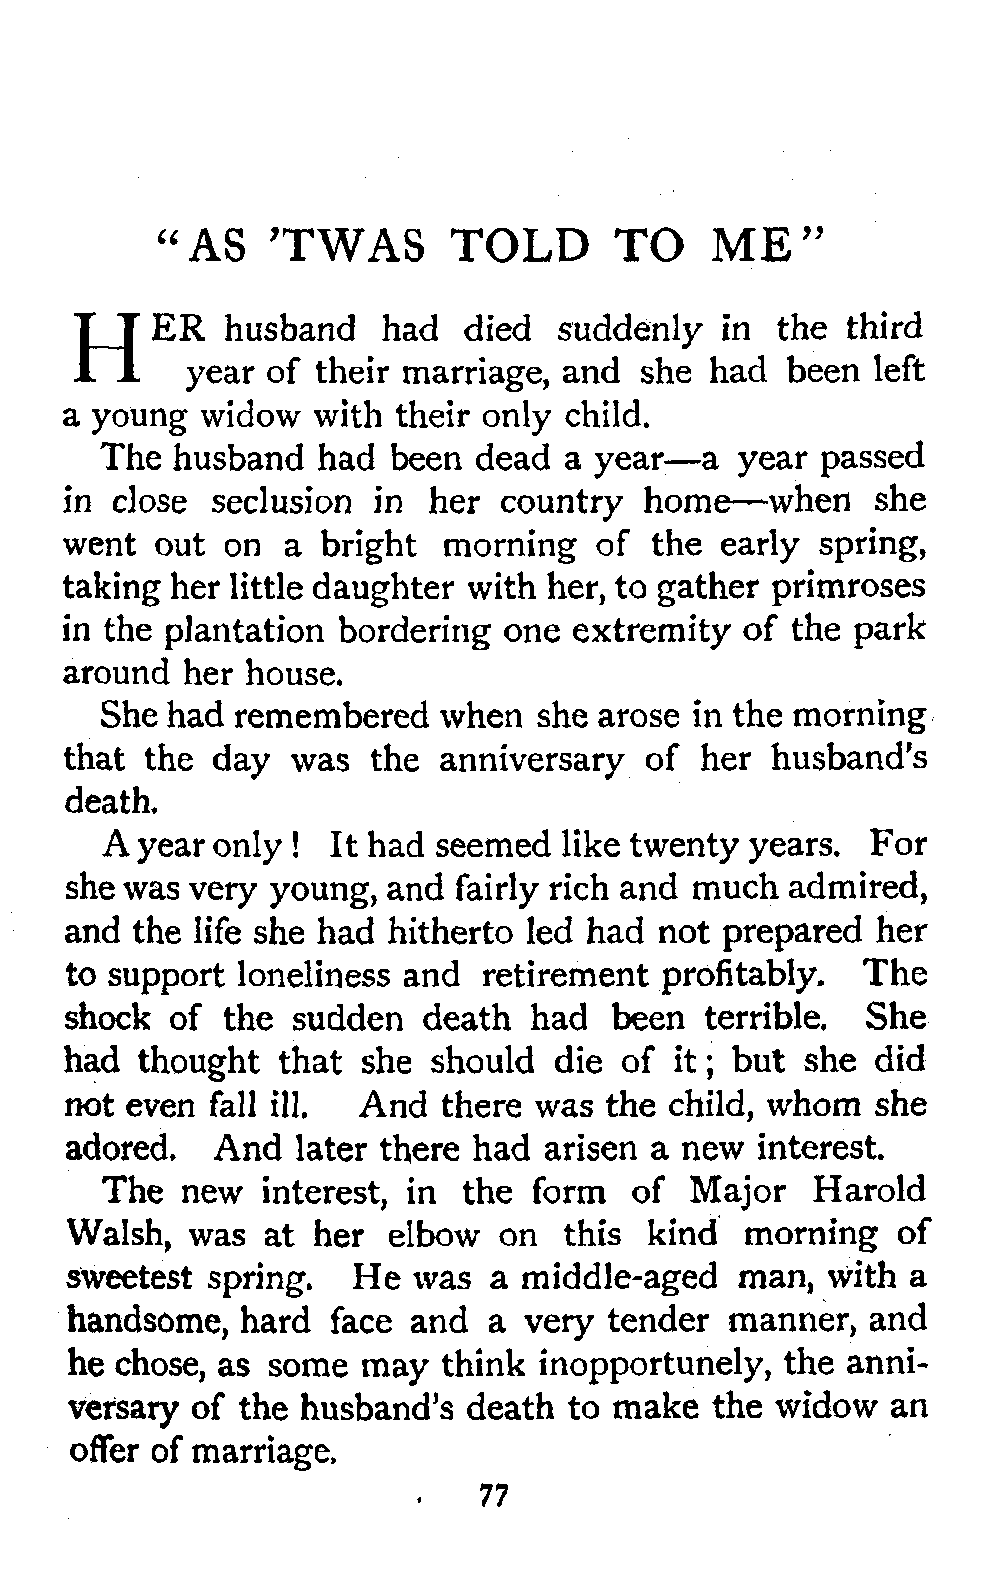 “AS ’TWAS TOLD TO ME”
HER husband had died suddenly in the third
year of their marriage, and she had been left
a young widow with their only child.
The husband had been dead a year—a year passed
in close seclusion in her country home—when she
went out on a bright morning of the early spring,
taking her little daughter with her, to gather primroses
in the plantation bordering one extremity of the park
around her house.
She had remembered when she arose in the morning
that the day was the anniversary of her husband's
death.
A year only ! It had seemed like twenty years. For
she was very young, and fairly rich and much admired,
and the life she had hitherto led had not prepared her
to support loneliness and retirement profitably. The
shock of the sudden death had been terrible. She
had thought that she should die of it ; but she did
not even fall ill. And there was the child, whom she
adored. And later there had arisen a new interest.
The new interest, in the form of Major Harold
Walsh, was at her elbow on this kind morning of
sweetest spring. He was a middle-aged man, with a
handsome, hard face and a very tender manner, and
he chose, as some may think inopportunely, the anni-
versary of the husband's death to make the widow an
offer of marriage.
77